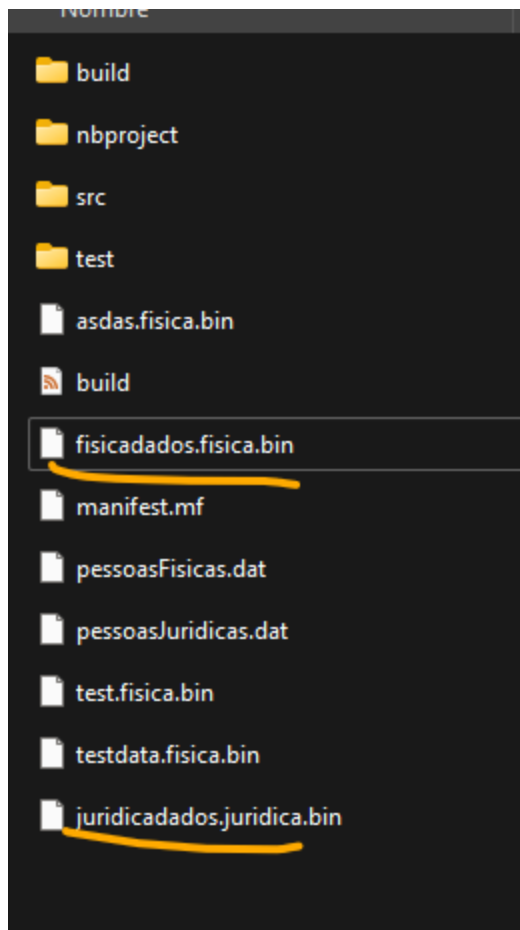 Nombre
build
nbproject
src
test
asdas.fisica.bin
build
fisicadados.fisica.bin
manifest.mf
pessoasFisicas.dat
pessoasJuridicas.dat
test.fisica.bin
testdata.fisica.bin
juridicadados.juridica.bin